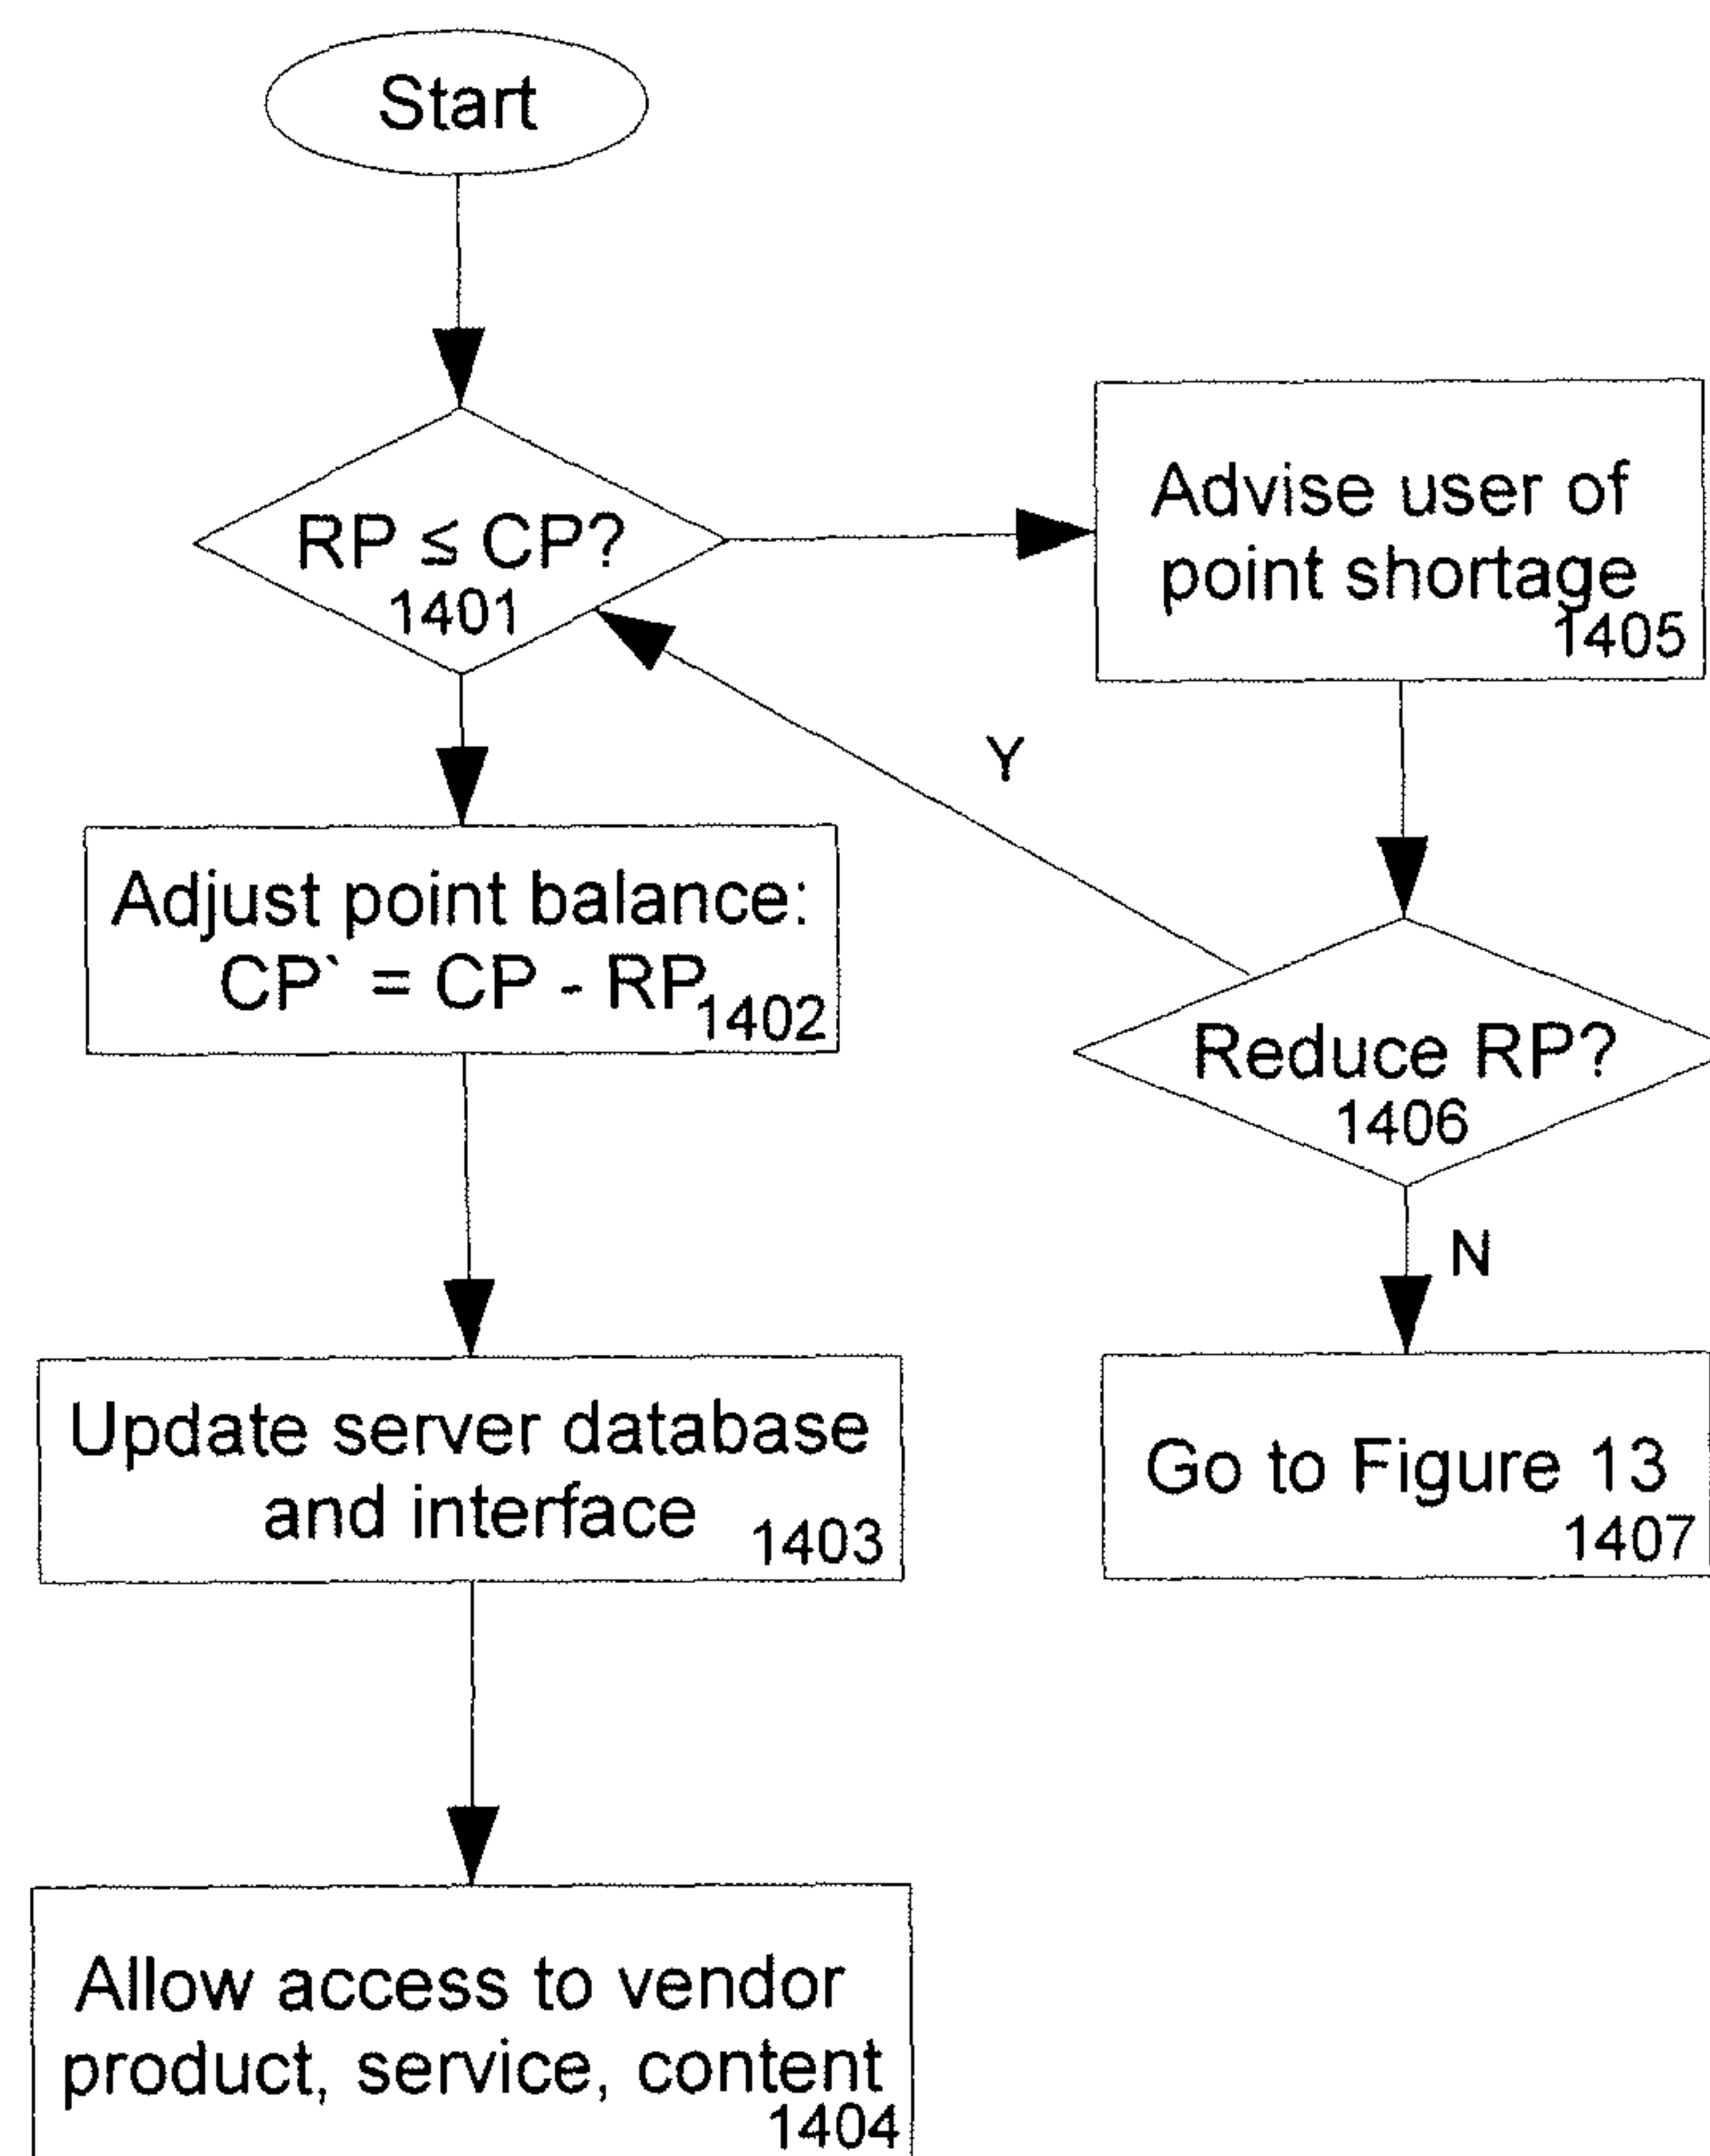 Start
RP ≤ CP?
1401
Advise user of
point shortage
1405
Y
Adjust point balance:
CP` = CP - RP
1402
Reduce RP?
1406
N
Update server database
and interface
1403
Go to Figure 13
1407
Allow access to vendor
product, service, content
1404